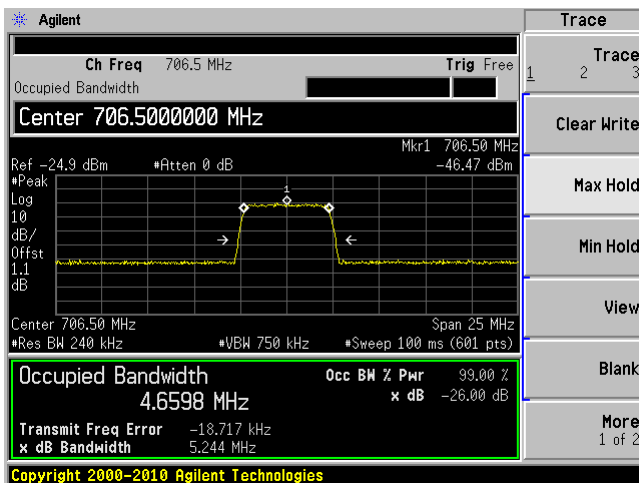 Agilent
Trace
Ch Freq 706.5 MHz Trig Free
Occupied Bandwidth
Center 706.5000000 MHz
Mkr1 706.50 MHz
Ref -24.9 dBm #Atten 0 dB -46.47 dBm
#Peak
Log
10
dB/
Offst
1.1
dB
1
Center 706.50 MHz Span 25 MHz
#Res BW 240 kHz #VBW 750 kHz #Sweep 100 ms (601 pts)
Occupied Bandwidth
4.6598 MHz
Occ BW % Pwr 99.00 %
x dB -26.00 dB
Transmit Freq Error -18.717 kHz
x dB Bandwidth 5.244 MHz
Copyright 2000-2010 Agilent Technologies
Trace
1 2 3
Clear Write
Max Hold
Min Hold
View
Blank
More
1 of 2